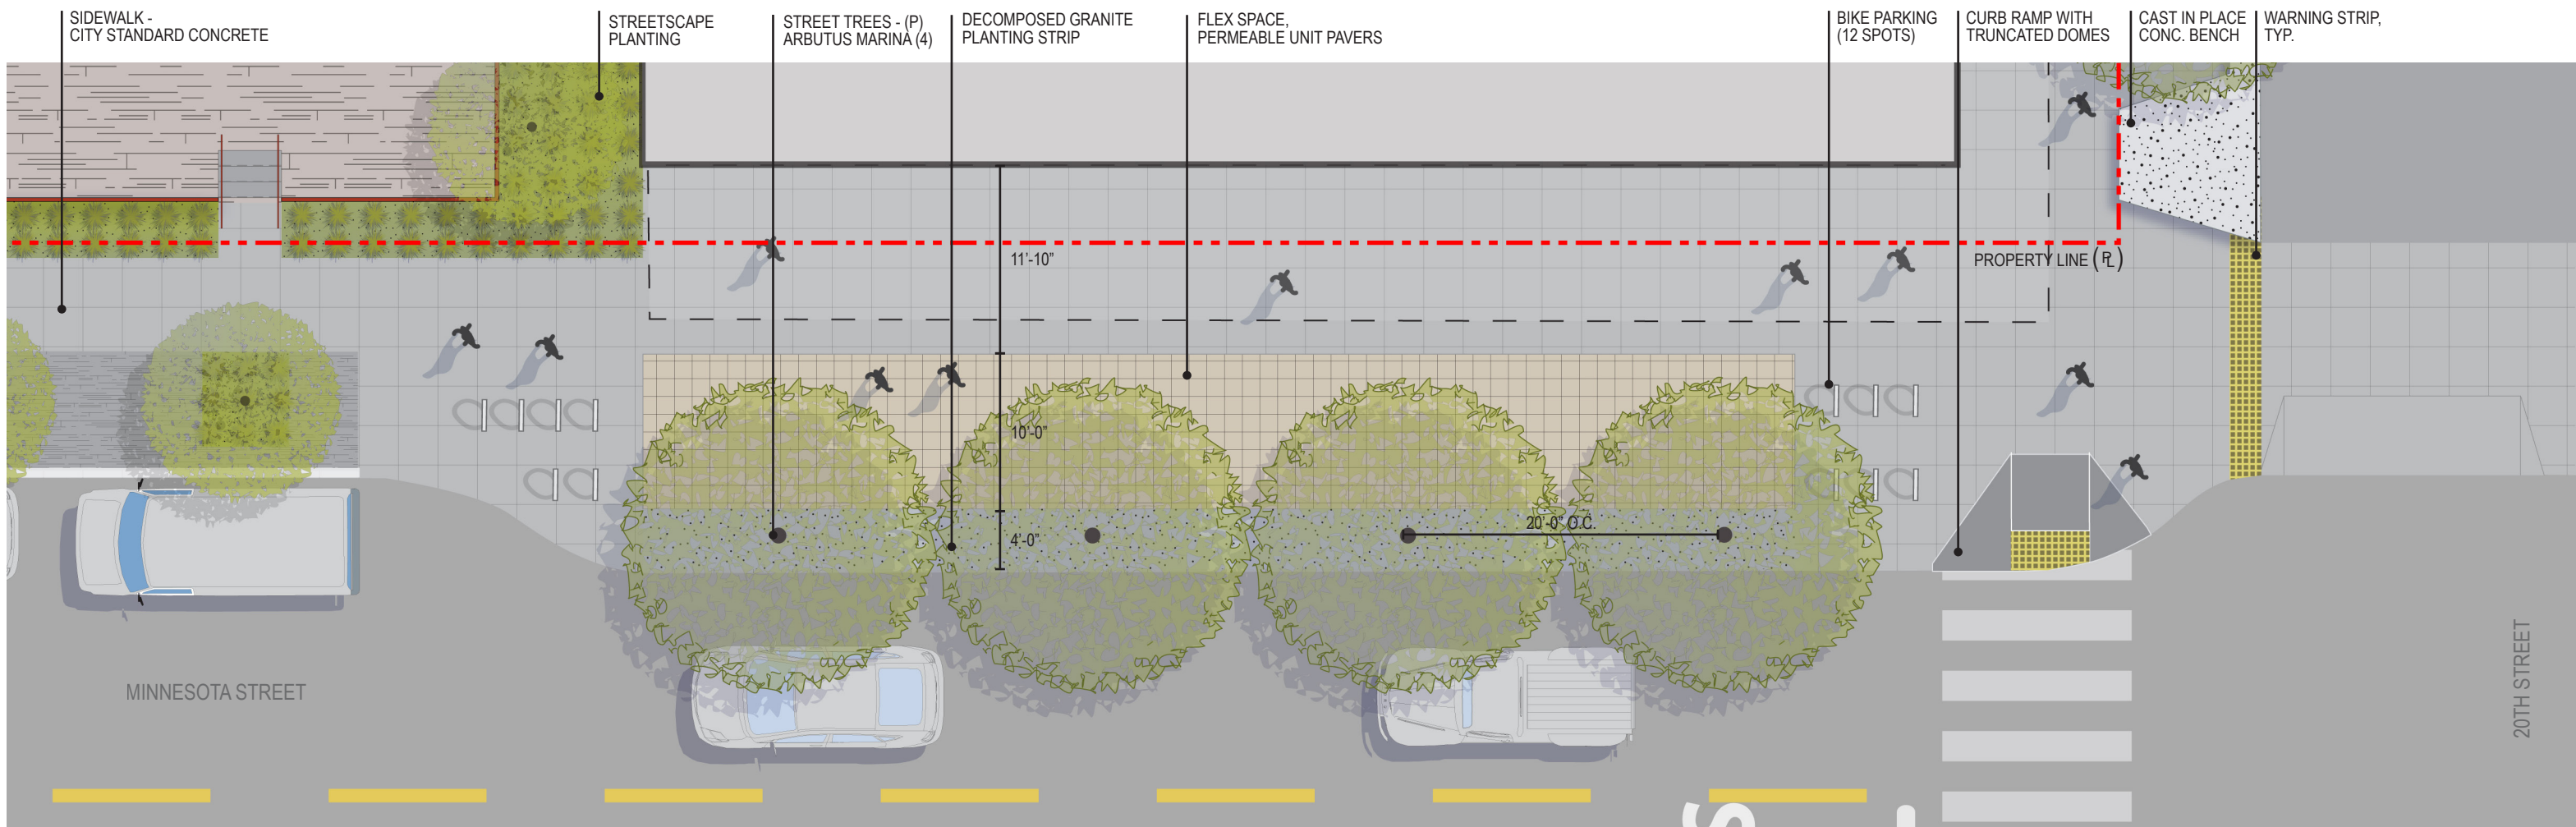 SIDEWALK -
CITY STANDARD CONCRETE
STREETSCAPE
PLANTING
STREET TREES - (P)
ARBUTUS MARINA (4)
DECOMPOSED GRANITE
PLANTING STRIP
FLEX SPACE,
PERMEABLE UNIT PAVERS
BIKE PARKING
(12 SPOTS)
CURB RAMP WITH
TRUNCATED DOMES
CAST IN PLACE
CONC. BENCH
WARNING STRIP,
TYP.
11'-10"
PROPERTY LINE (PL)
10'-0"
20'-0" O.C.
4'-0"
MINNESOTA STREET
20TH STREET
S